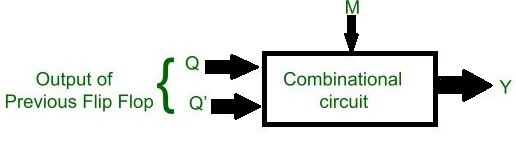 M
Q
Output of
Previous Flip Flop
Q'
Combinational
circuit
Y